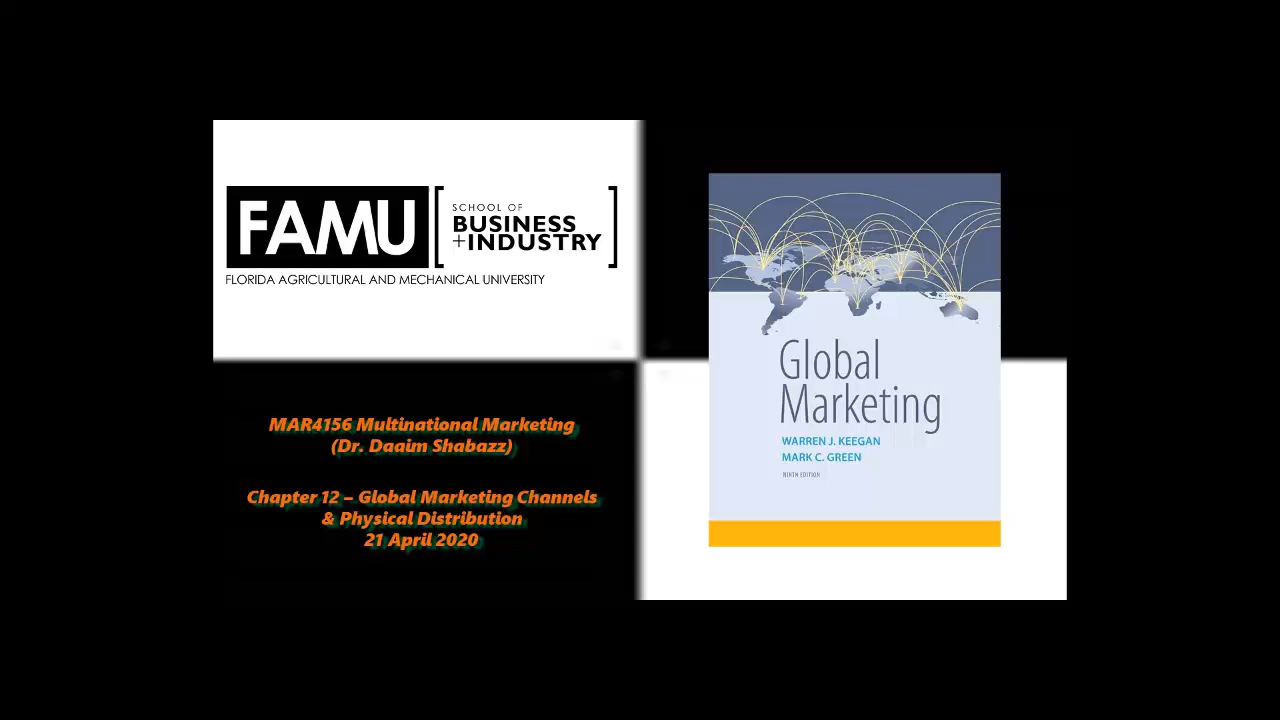 FAMU
SCHOOL OF
BUSINESS
+INDUSTRY
FLORIDA AGRICULTURAL AND MECHANICAL UNIVERSITY
MAR4156 Multinational Marketing
(Dr. Daaim Shabazz)
Chapter 12 – Global Marketing Channels
& Physical Distribution
21 April 2020
Global
Marketing
WARREN J. KEEGAN
MARK C. GREEN
NINTH EDITION